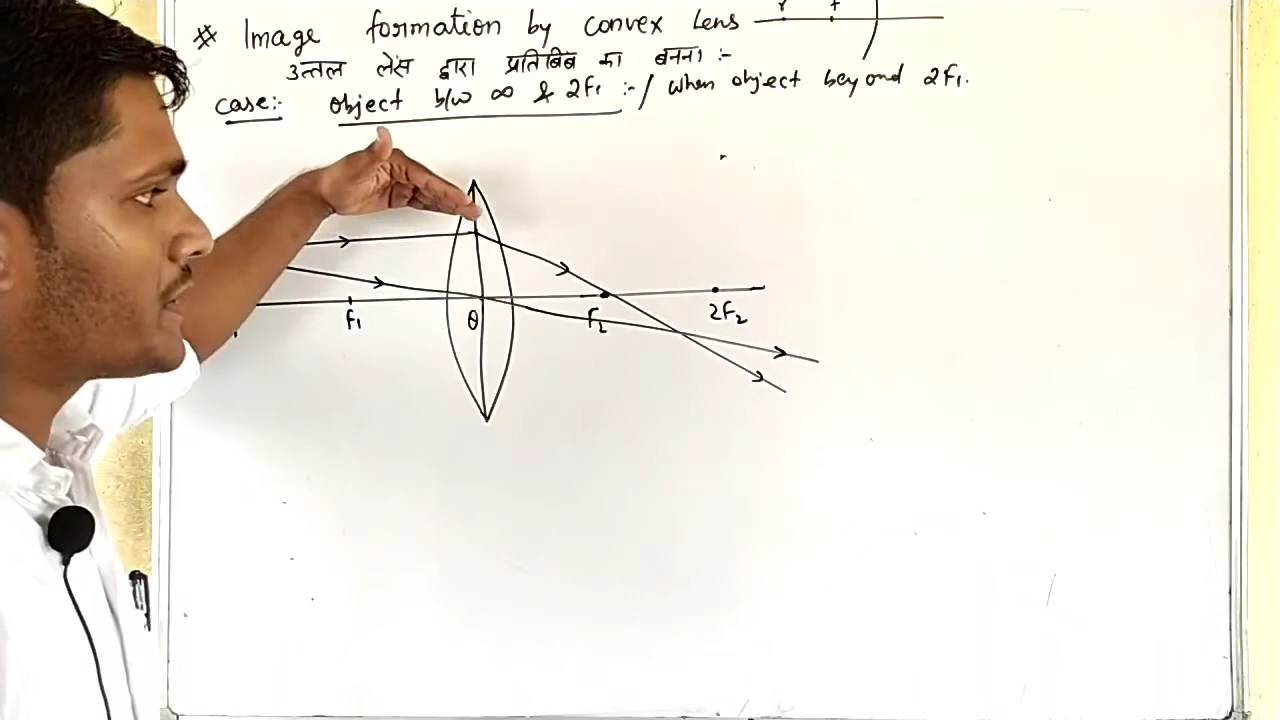 * Image formation by convex Lens
उत्तल लेंस द्वारा प्रतिबिंब का बनना :-
case:- object b/w ∞ & 2F₁ :- / when object beyond 2F₁.
F₁ O F₂ 2F₂